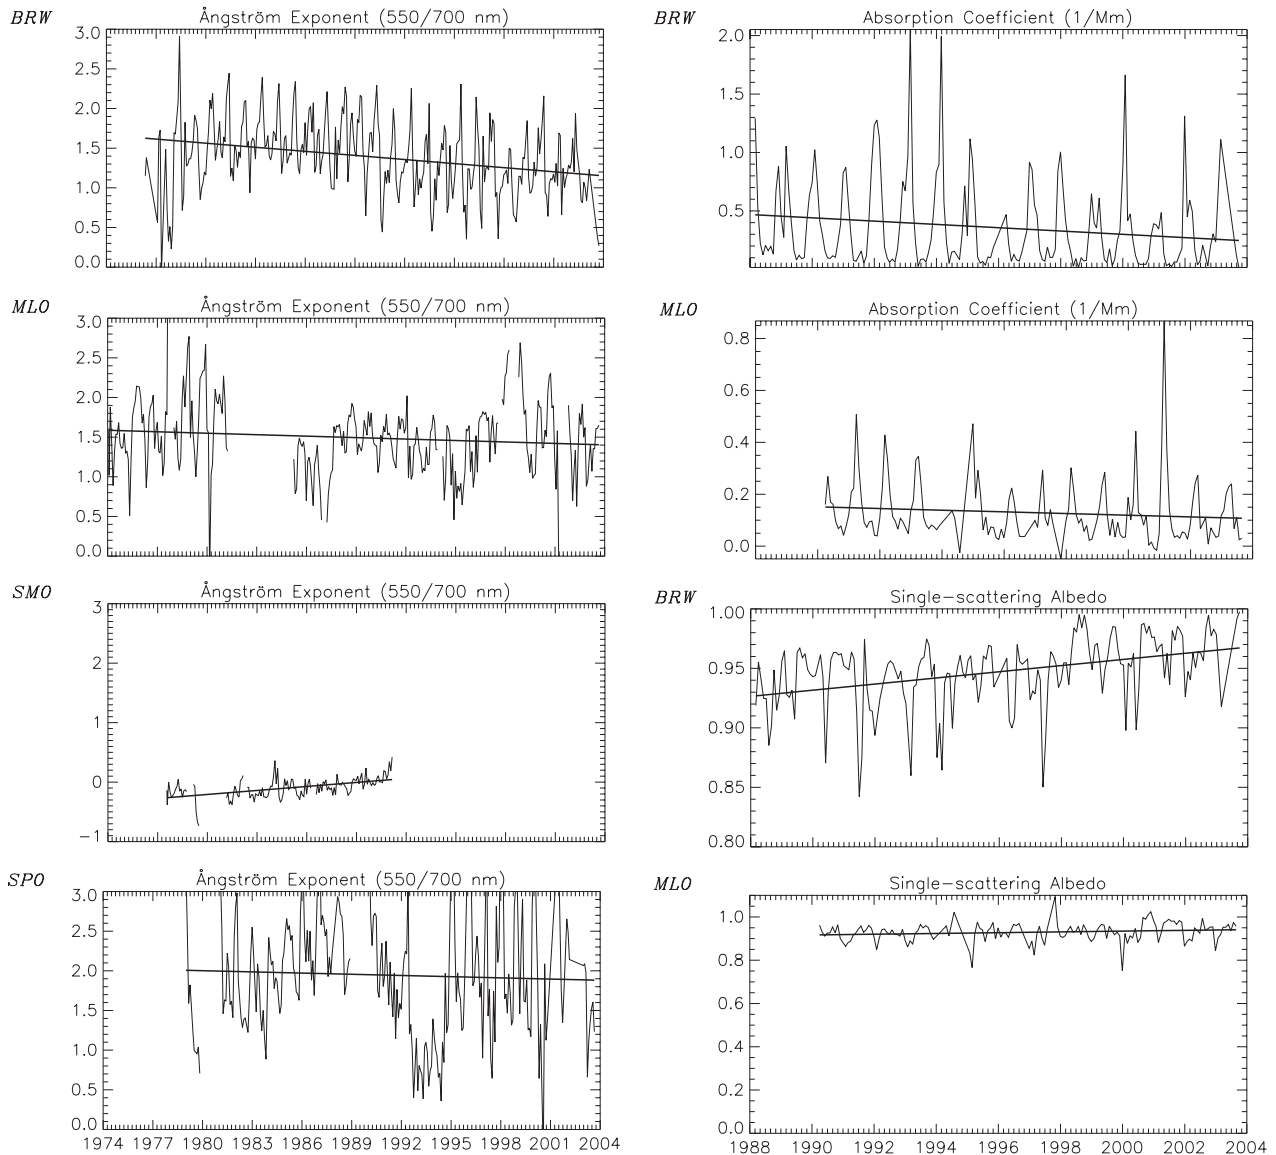 BRW
Ångström Exponent (550/700 nm)
3.0
2.5
2.0
1.5
1.0
0.5
0.0
MLO
Ångström Exponent (550/700 nm)
3.0
2.5
2.0
1.5
1.0
0.5
0.0
SMO
Ångström Exponent (550/700 nm)
3
2
1
0
−1
SPO
Ångström Exponent (550/700 nm)
3.0
2.5
2.0
1.5
1.0
0.5
0.0
1974 1977 1980 1983 1986 1989 1992 1995 1998 2001 2004
BRW
Absorption Coefficient (1/Mm)
2.0
1.5
1.0
0.5
MLO
Absorption Coefficient (1/Mm)
0.8
0.6
0.4
0.2
0.0
BRW
Single−scattering Albedo
1.00
0.95
0.90
0.85
0.80
MLO
Single−scattering Albedo
1.0
0.8
0.6
0.4
0.2
0.0
1988 1990 1992 1994 1996 1998 2000 2002 2004